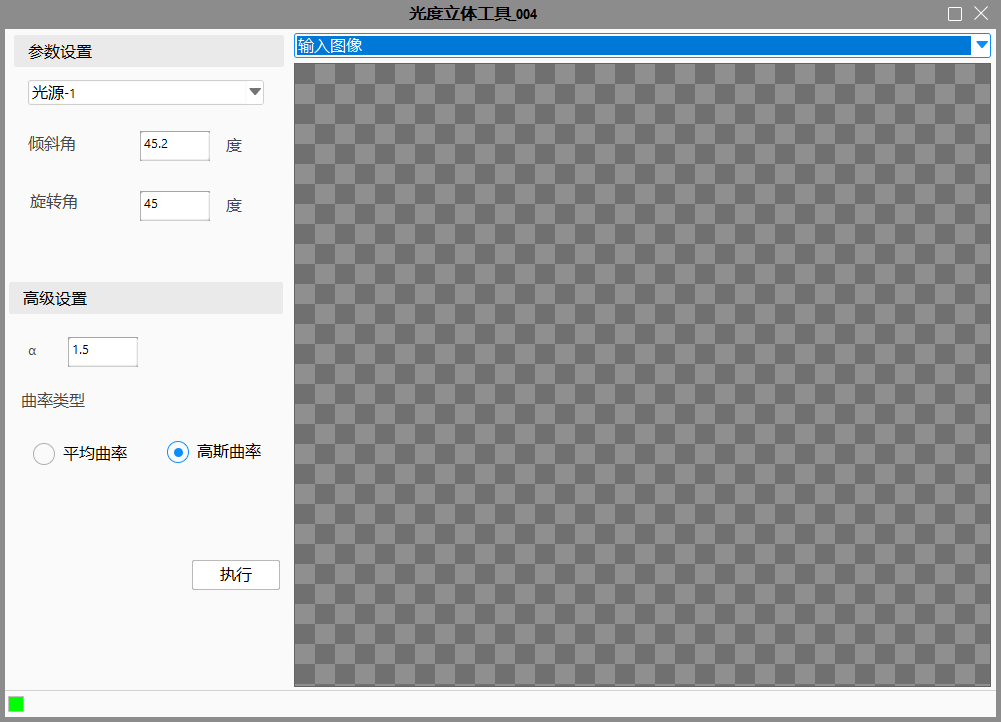 光度立体工具_004
参数设置
光源-1
倾斜角 45.2 度
旋转角 45 度
高级设置
α 1.5
曲率类型
平均曲率 高斯曲率
执行
输入图像